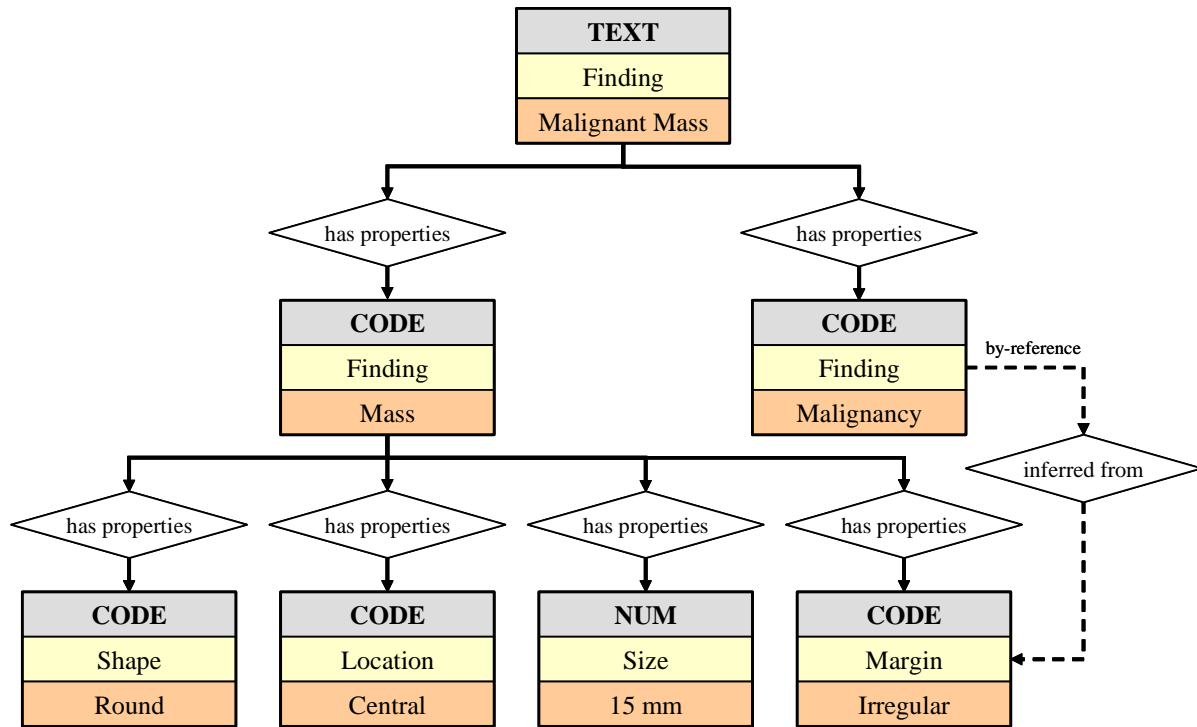 TEXT
Finding
Malignant Mass
has properties
has properties
CODE
Finding
Mass
CODE
Finding
Malignancy
by-reference
inferred from
has properties
has properties
has properties
has properties
CODE
Shape
Round
CODE
Location
Central
NUM
Size
15 mm
CODE
Margin
Irregular